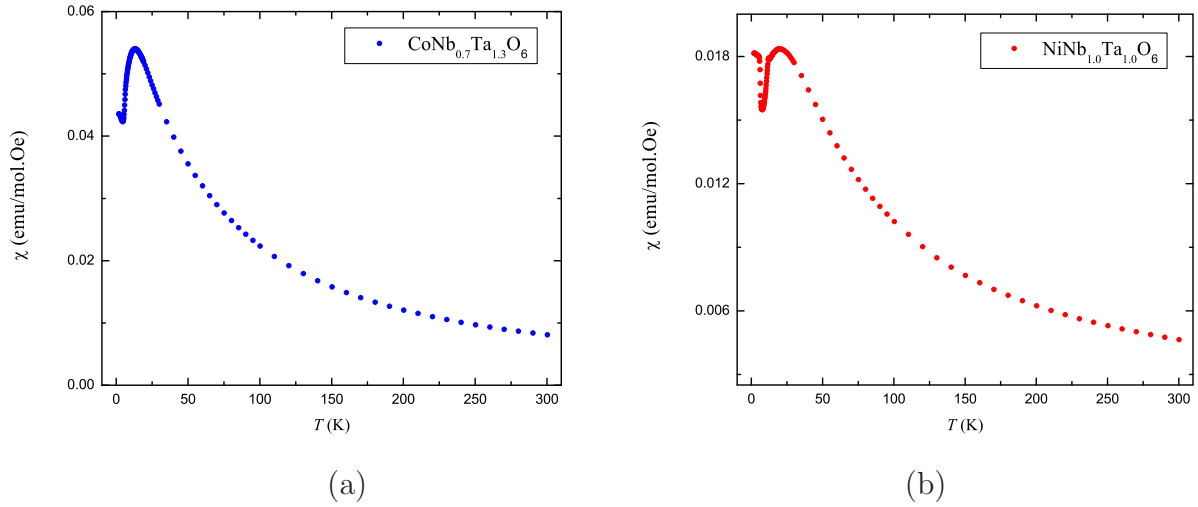 0.06
0.04
0.02
0.00
χ (emu/mol.Oe)
CoNb0.7Ta1.3O6
0 50 100 150 200 250 300
T (K)
(a)
0.018
0.012
0.006
χ (emu/mol.Oe)
NiNb1.0Ta1.0O6
0 50 100 150 200 250 300
T (K)
(b)